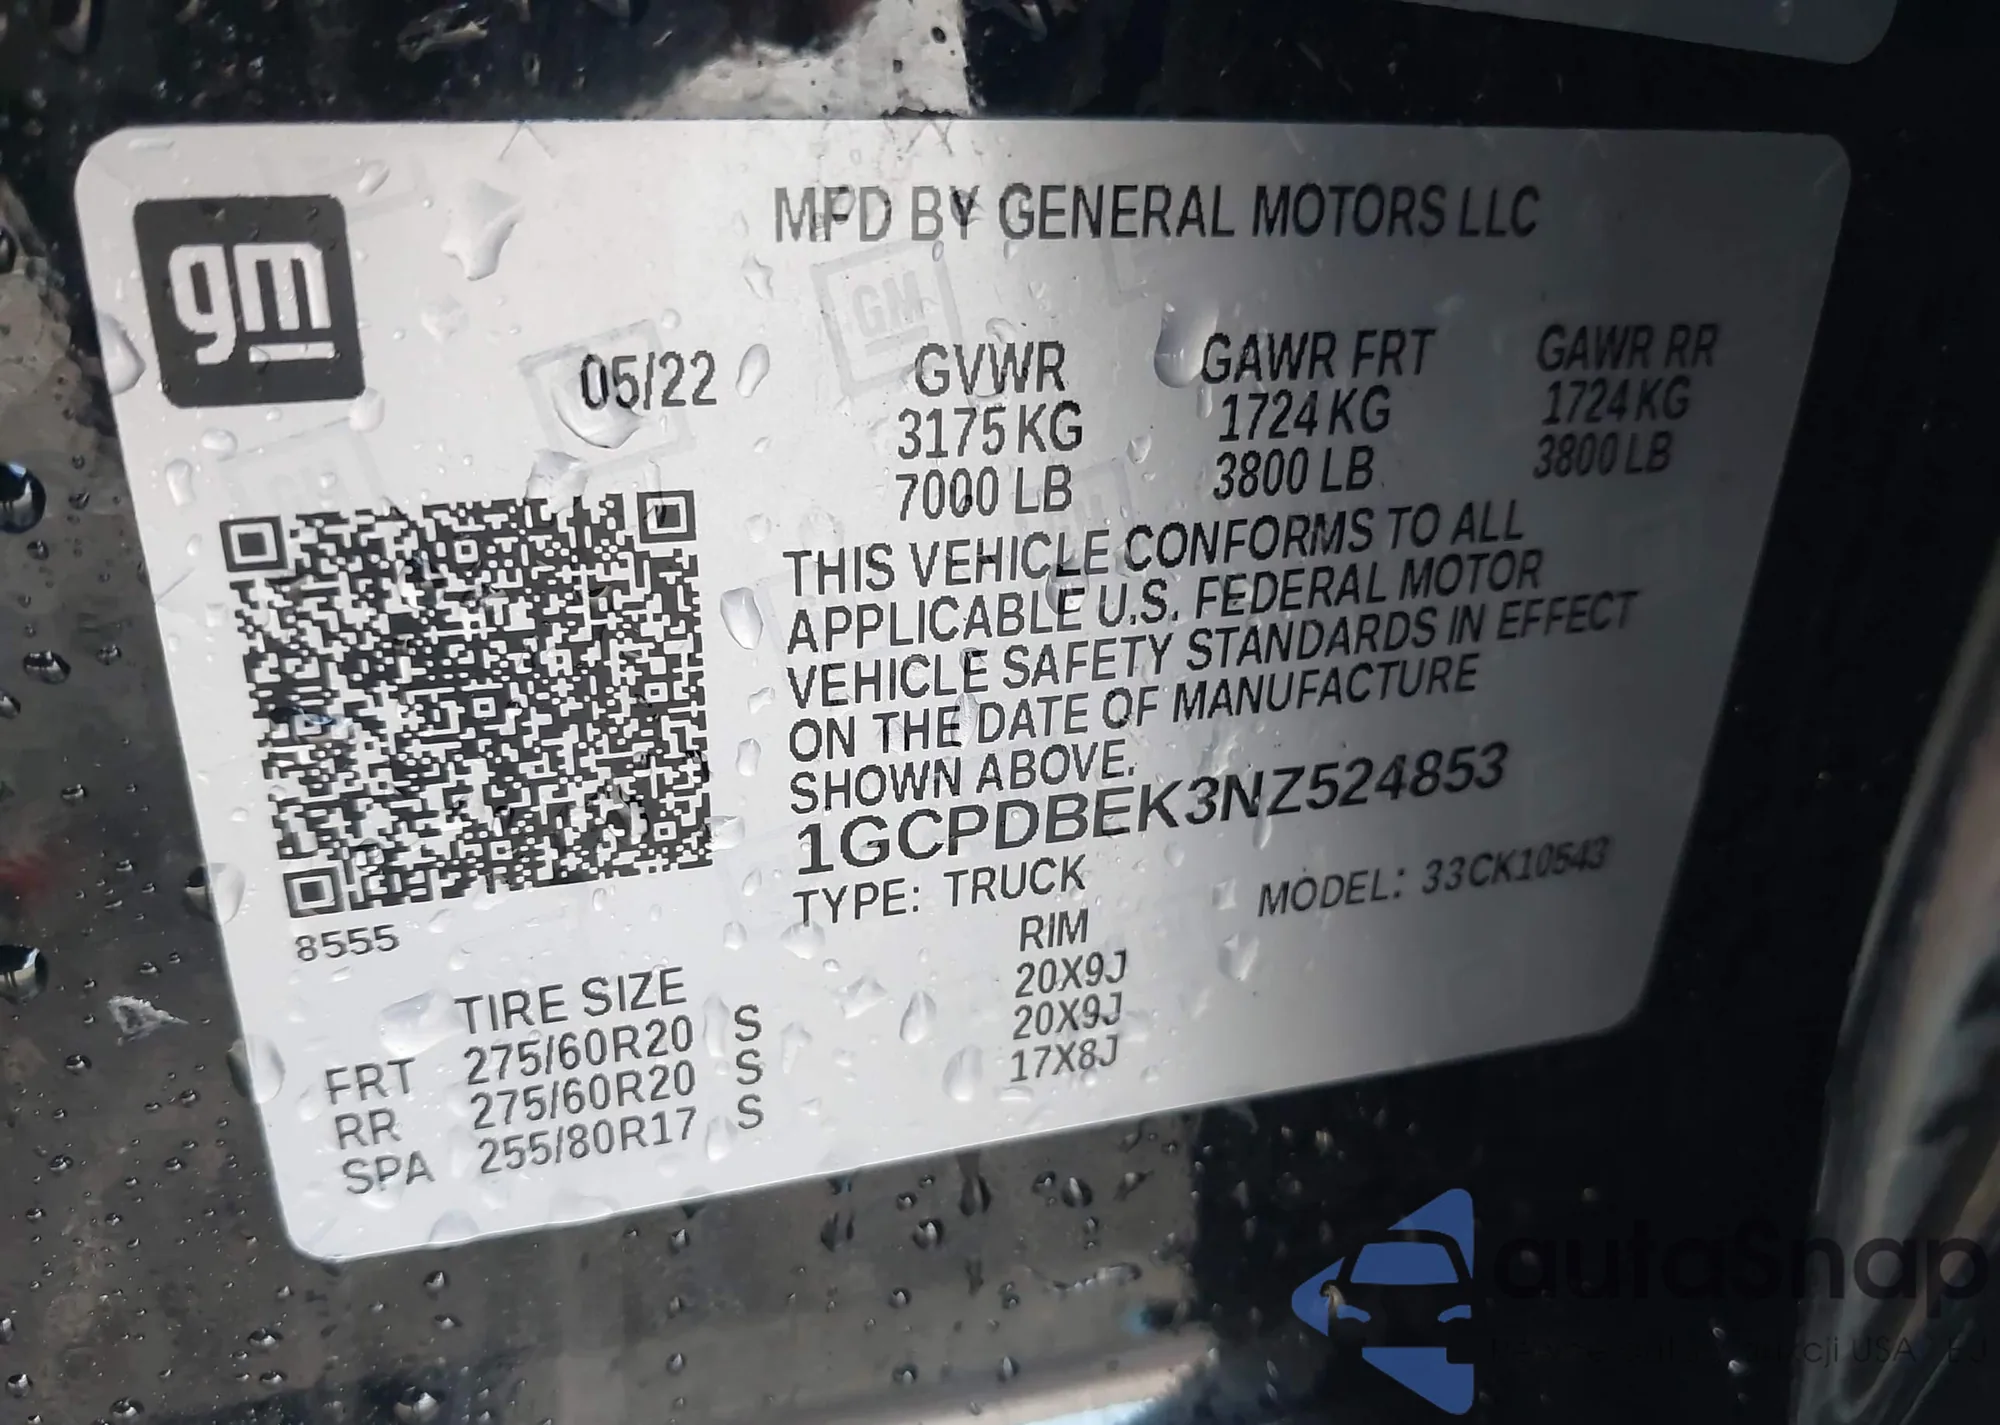 gm
MFD BY GENERAL MOTORS LLC
GM
05/22 GVWR GAWR FRT GAWR RR
3175 KG 1724 KG 1724 KG
7000 LB 3800 LB 3800 LB
THIS VEHICLE CONFORMS TO ALL
APPLICABLE U.S. FEDERAL MOTOR
VEHICLE SAFETY STANDARDS IN EFFECT
ON THE DATE OF MANUFACTURE
SHOWN ABOVE.
1GCPDBEK3NZ524853
TYPE: TRUCK MODEL: 33CK10543
8555
TIRE SIZE RIM
FRT 275/60R20 S 20X9J
RR 275/60R20 S 20X9J
SPA 255/80R17 S 17X8J
autoSnap
USA